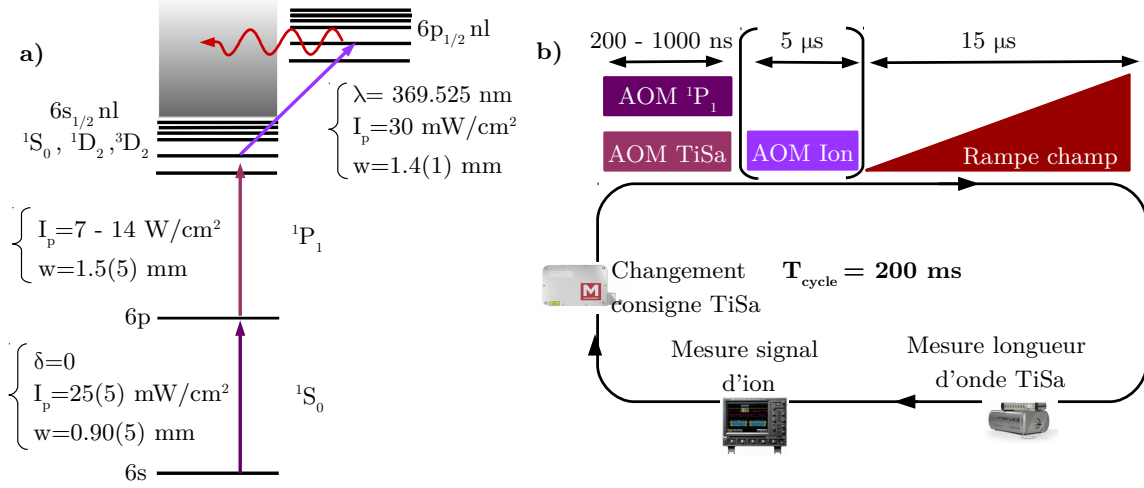 a)
6p1/2 nl
6s1/2 nl
¹S₀ , ¹D₂ ,³D₂
λ= 369.525 nm
Iₚ=30 mW/cm²
w=1.4(1) mm
Iₚ=7 - 14 W/cm²
w=1.5(5) mm
¹P₁
6p
δ=0
Iₚ=25(5) mW/cm²
w=0.90(5) mm
¹S₀
6s
b)
200 - 1000 ns
5 µs
15 µs
AOM ¹P₁
AOM TiSa
AOM Ion
Rampe champ
Changement
consigne TiSa
T_cycle = 200 ms
M
Mesure signal
d'ion
Mesure longueur
d'onde TiSa